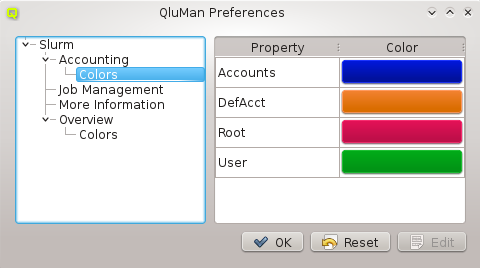 QluMan Preferences
Slurm
Accounting
Colors
Job Management
More Information
Overview
Colors
Property Color
Accounts
DefAcct
Root
User
OK Reset Edit